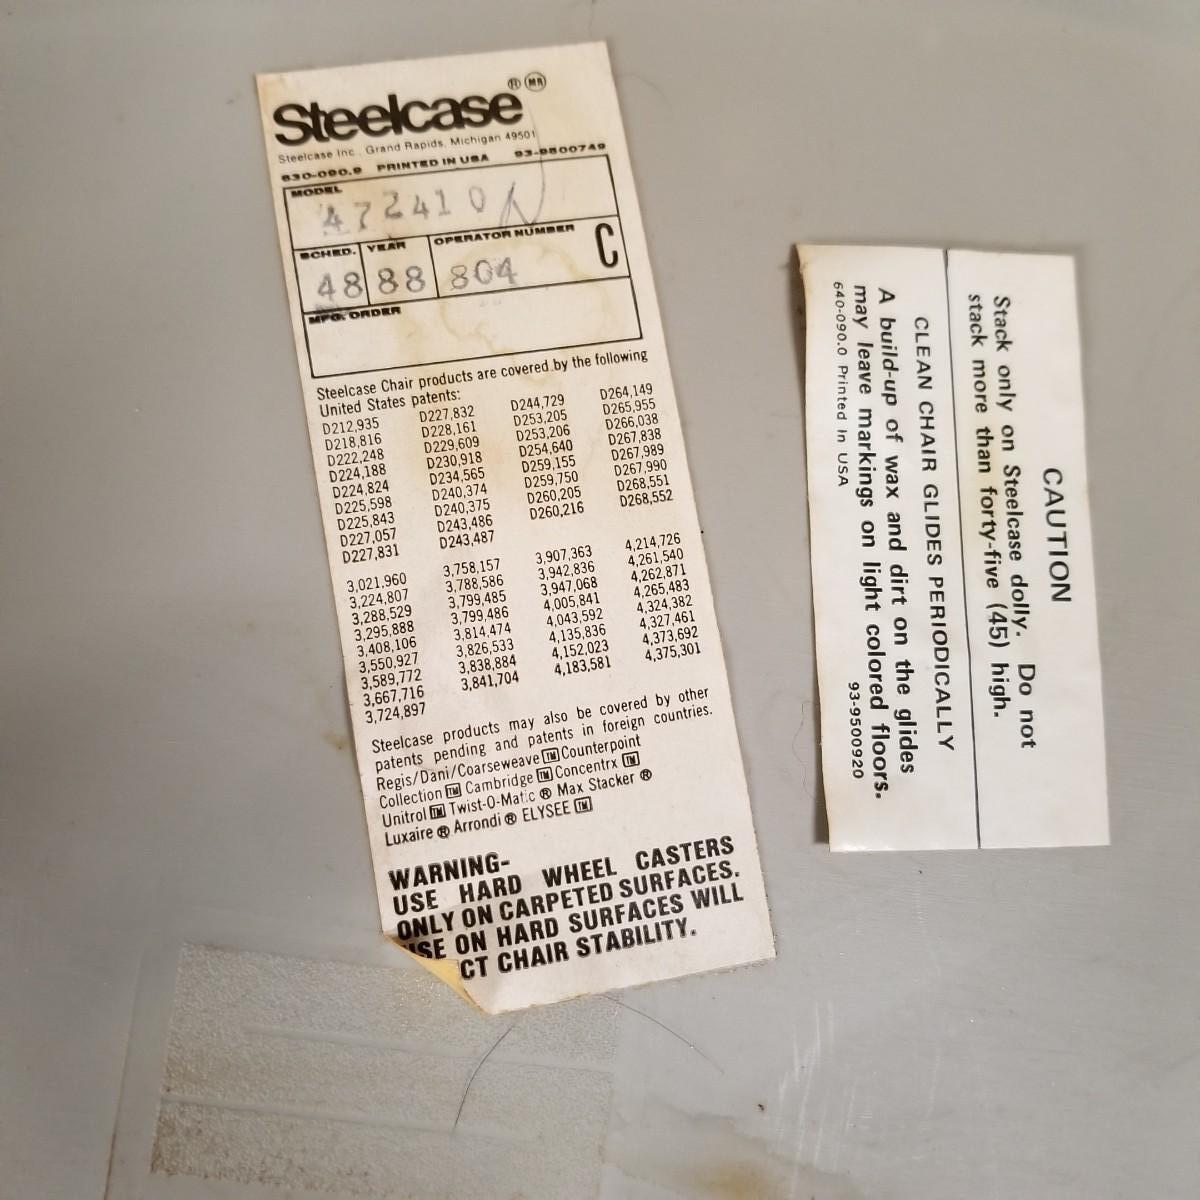 Steelcase ® MR
Steelcase Inc., Grand Rapids, Michigan 49501
630-090.9 PRINTED IN USA 93-9500749
MODEL
472410 N
SCHED. YEAR OPERATOR NUMBER
48 88 804 C
MFG. ORDER
Steelcase Chair products are covered by the following
United States patents:
D212,935 D227,832 D244,729 D264,149
D218,816 D228,161 D253,205 D265,955
D222,248 D229,609 D253,206 D266,038
D224,188 D230,918 D254,640 D267,838
D224,824 D234,565 D259,155 D267,989
D225,598 D240,374 D259,750 D267,990
D225,843 D240,375 D260,205 D268,551
D227,057 D243,486 D260,216 D268,552
D227,831 D243,487
3,021,960 3,758,157 3,907,363 4,214,726
3,224,807 3,788,586 3,942,836 4,261,540
3,288,529 3,799,485 3,947,068 4,262,871
3,295,888 3,799,486 4,005,841 4,265,483
3,408,106 3,814,474 4,043,592 4,324,382
3,550,927 3,826,533 4,135,836 4,327,461
3,589,772 3,838,884 4,152,023 4,373,692
3,667,716 3,841,704 4,183,581 4,375,301
3,724,897
Steelcase products may also be covered by other
patents pending and patents in foreign countries.
Regis/Dani/Coarseweave TM Counterpoint
Collection TM Cambridge TM Concentrx TM
Unitrol TM Twist-O-Matic ® Max Stacker ®
Luxaire ® Arrondi ® ELYSEE TM
WARNING-
USE HARD WHEEL CASTERS
ONLY ON CARPETED SURFACES.
USE ON HARD SURFACES WILL
CT CHAIR STABILITY.
CAUTION
Stack only on Steelcase dolly. Do not
stack more than forty-five (45) high.
CLEAN CHAIR GLIDES PERIODICALLY
A build-up of wax and dirt on the glides
may leave markings on light colored floors.
640-090.0 Printed In USA 93-9500920